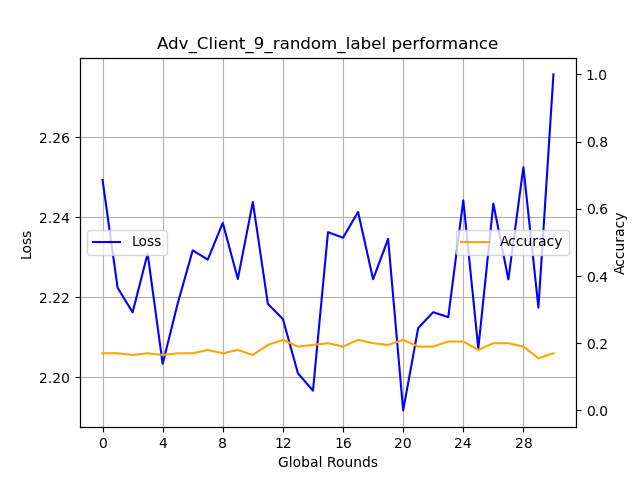 Adv_Client_9_random_label performance
Loss
2.26
2.24
2.22
2.20
Loss
Accuracy
1.0
0.8
0.6
0.4
0.2
0.0
Accuracy
0 4 8 12 16 20 24 28
Global Rounds